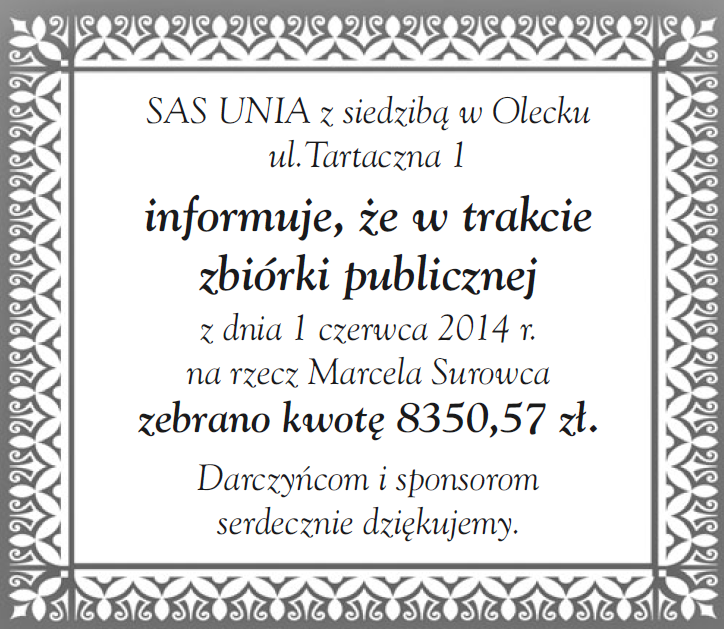 SAS UNIA z siedzibą w Olecku
ul.Tartaczna 1
informuje, że w trakcie
zbiórki publicznej
z dnia 1 czerwca 2014 r.
na rzecz Marcela Surowca
zebrano kwotę 8350,57 zł.
Darczyńcom i sponsorom
serdecznie dziękujemy.